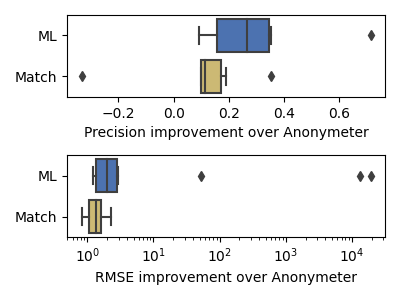 ML
Match
−0.2 0.0 0.2 0.4 0.6
Precision improvement over Anonymeter
ML
Match
10⁰ 10¹ 10² 10³ 10⁴
RMSE improvement over Anonymeter